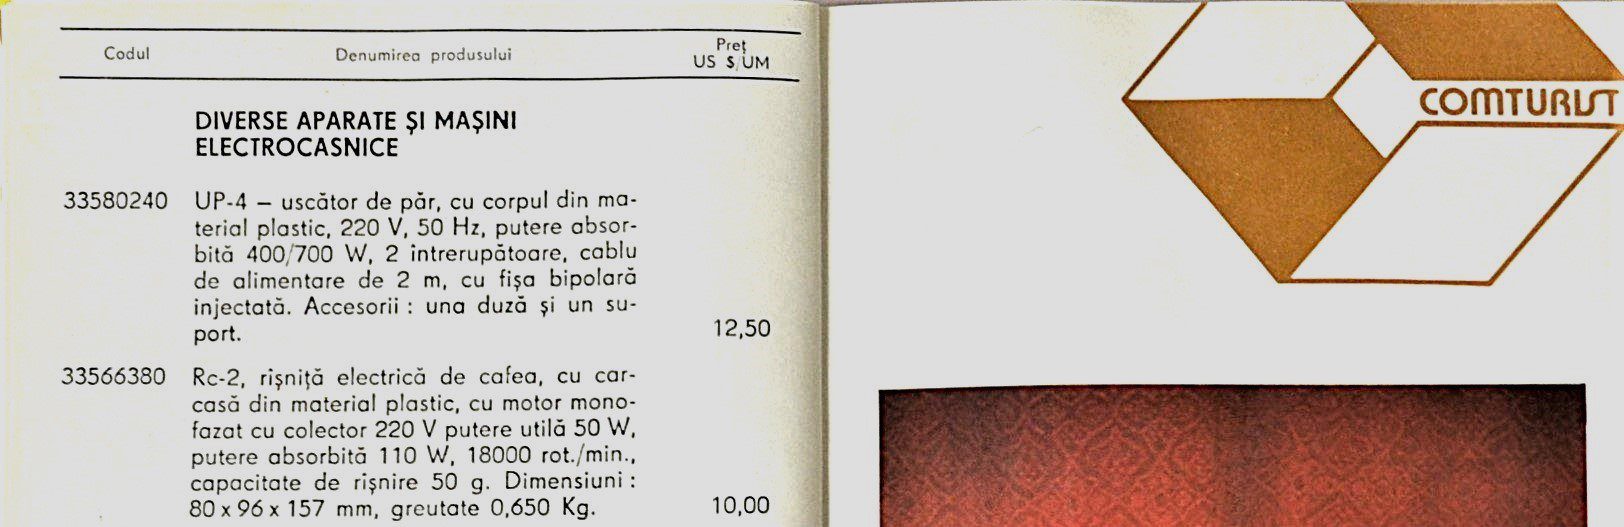 Codul Denumirea produsului Preț US $/UM
DIVERSE APARATE ȘI MAȘINI
ELECTROCASNICE
33580240 UP-4 – uscător de păr, cu corpul din ma-
terial plastic, 220 V, 50 Hz, putere absor-
bită 400/700 W, 2 întrerupătoare, cablu
de alimentare de 2 m, cu fișa bipolară
injectată. Accesorii : una duză și un su-
port. 12,50
33566380 Rc-2, rișniță electrică de cafea, cu car-
casă din material plastic, cu motor mono-
fazat cu colector 220 V putere utilă 50 W,
putere absorbită 110 W, 18000 rot./min.,
capacitate de rișnire 50 g. Dimensiuni :
80 x 96 x 157 mm, greutate 0,650 Kg. 10,00
COMTURIST